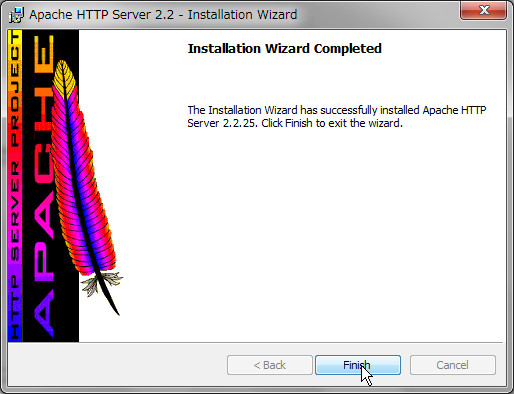 Apache HTTP Server 2.2 - Installation Wizard
HTTP SERVER PROJECT
APACHE
Installation Wizard Completed
The Installation Wizard has successfully installed Apache HTTP
Server 2.2.25. Click Finish to exit the wizard.
< Back
Finish
Cancel